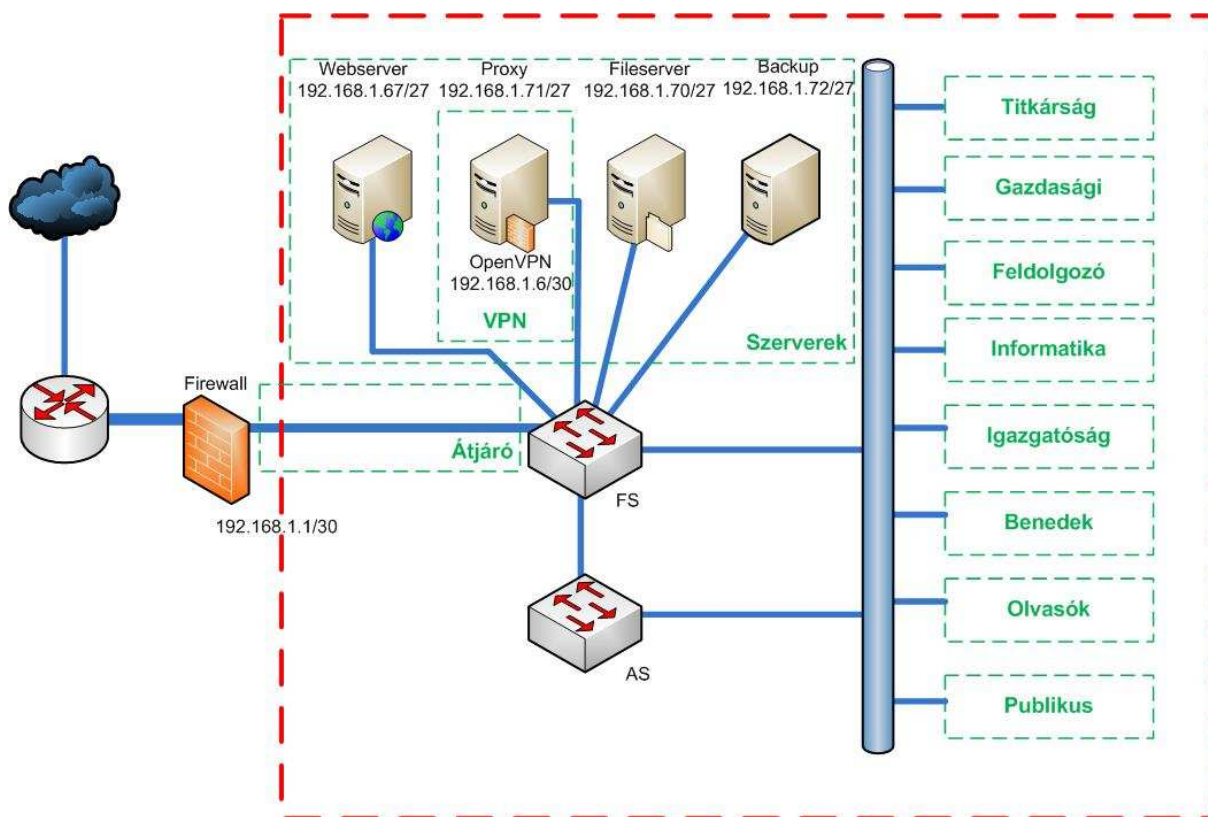 Webserver
192.168.1.67/27
Proxy
192.168.1.71/27
Fileserver
192.168.1.70/27
Backup
192.168.1.72/27
OpenVPN
192.168.1.6/30
VPN
Szerverek
Firewall
192.168.1.1/30
Átjáró
FS
AS
Titkárság
Gazdasági
Feldolgozó
Informatika
Igazgatóság
Benedek
Olvasók
Publikus